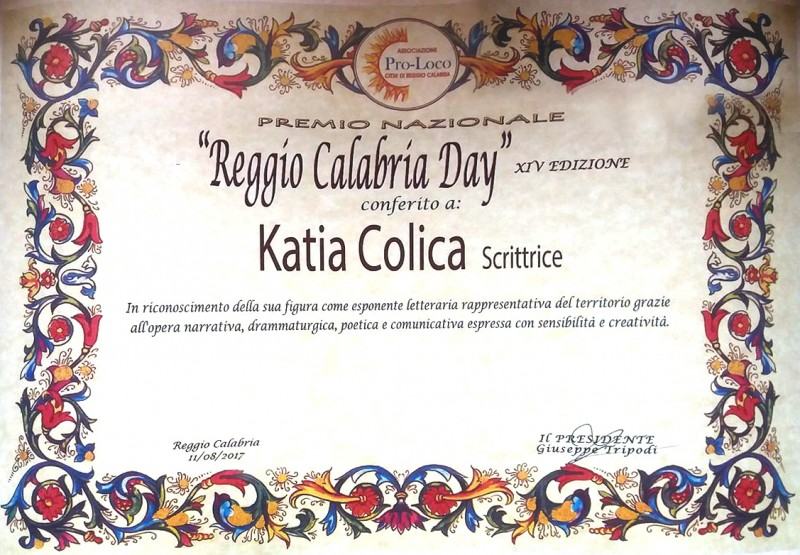 ASSOCIAZIONE
Pro-Loco
CITTÀ DI REGGIO CALABRIA
PREMIO NAZIONALE
“Reggio Calabria Day” XIV EDIZIONE
conferito a:
Katia Colica Scrittrice
In riconoscimento della sua figura come esponente letteraria rappresentativa del territorio grazie
all'opera narrativa, drammaturgica, poetica e comunicativa espressa con sensibilità e creatività.
Reggio Calabria
11/08/2017
Il PRESIDENTE
Giuseppe Tripodi